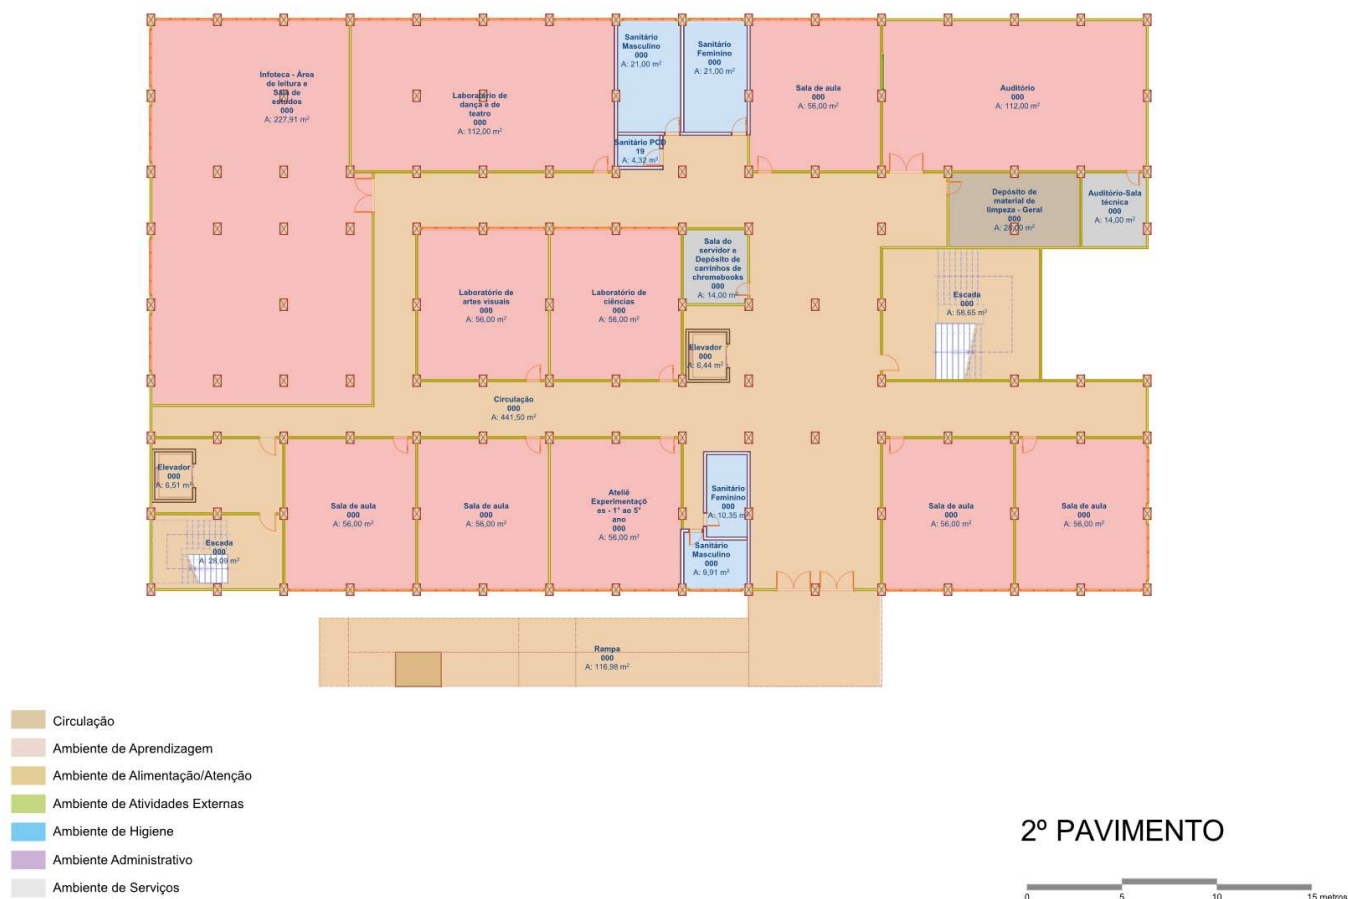 Infoteca - Área
de leitura e
Sala de
estudos
000
A: 227,91 m²
Laboratório de
dança e de
teatro
000
A: 112,00 m²
Sanitário
Masculino
000
A: 21,00 m²
Sanitário
Feminino
000
A: 21,00 m²
Sanitário PCD
19
A: 4,32 m²
Sala de aula
000
A: 56,00 m²
Auditório
000
A: 112,00 m²
Depósito de
material de
limpeza - Geral
000
A: 28,00 m²
Auditório-Sala
técnica
000
A: 14,00 m²
Laboratório de
artes visuais
000
A: 56,00 m²
Laboratório de
ciências
000
A: 56,00 m²
Sala do
servidor e
Depósito de
carrinhos de
chromebooks
000
A: 14,00 m²
Elevador
000
A: 6,44 m²
Escada
000
A: 58,65 m²
Circulação
000
A: 441,50 m²
Elevador
000
A: 6,51 m²
Escada
000
A: 28,09 m²
Sala de aula
000
A: 56,00 m²
Sala de aula
000
A: 56,00 m²
Ateliê
Experimentaçõ
es - 1° ao 5°
ano
000
A: 56,00 m²
Sanitário
Feminino
000
A: 10,35 m²
Sanitário
Masculino
000
A: 9,91 m²
Sala de aula
000
A: 56,00 m²
Sala de aula
000
A: 56,00 m²
Rampa
000
A: 116,98 m²
Circulação
Ambiente de Aprendizagem
Ambiente de Alimentação/Atenção
Ambiente de Atividades Externas
Ambiente de Higiene
Ambiente Administrativo
Ambiente de Serviços
2º PAVIMENTO
0 5 10 15 metros